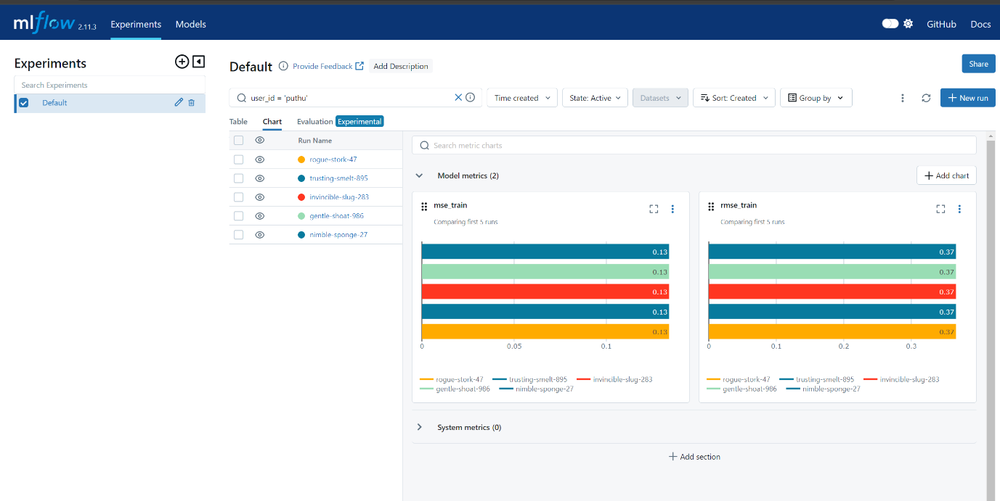 mlflow 2.11.3 Experiments Models GitHub Docs
Experiments
Search Experiments
Default
Default Provide Feedback Add Description Share
user_id = 'puthu' Time created State: Active Datasets Sort: Created Group by New run
Table Chart Evaluation Experimental
Run Name
rogue-stork-47
trusting-smelt-895
invincible-slug-283
gentle-shoat-986
nimble-sponge-27
Search metric charts
Model metrics (2) Add chart
mse_train
Comparing first 5 runs
0.13
0.13
0.13
0.13
0.13
0 0.05 0.1
rogue-stork-47 trusting-smelt-895 invincible-slug-283
gentle-shoat-986 nimble-sponge-27
rmse_train
Comparing first 5 runs
0.37
0.37
0.37
0.37
0.37
0 0.1 0.2 0.3
rogue-stork-47 trusting-smelt-895 invincible-slug-283
gentle-shoat-986 nimble-sponge-27
System metrics (0)
Add section